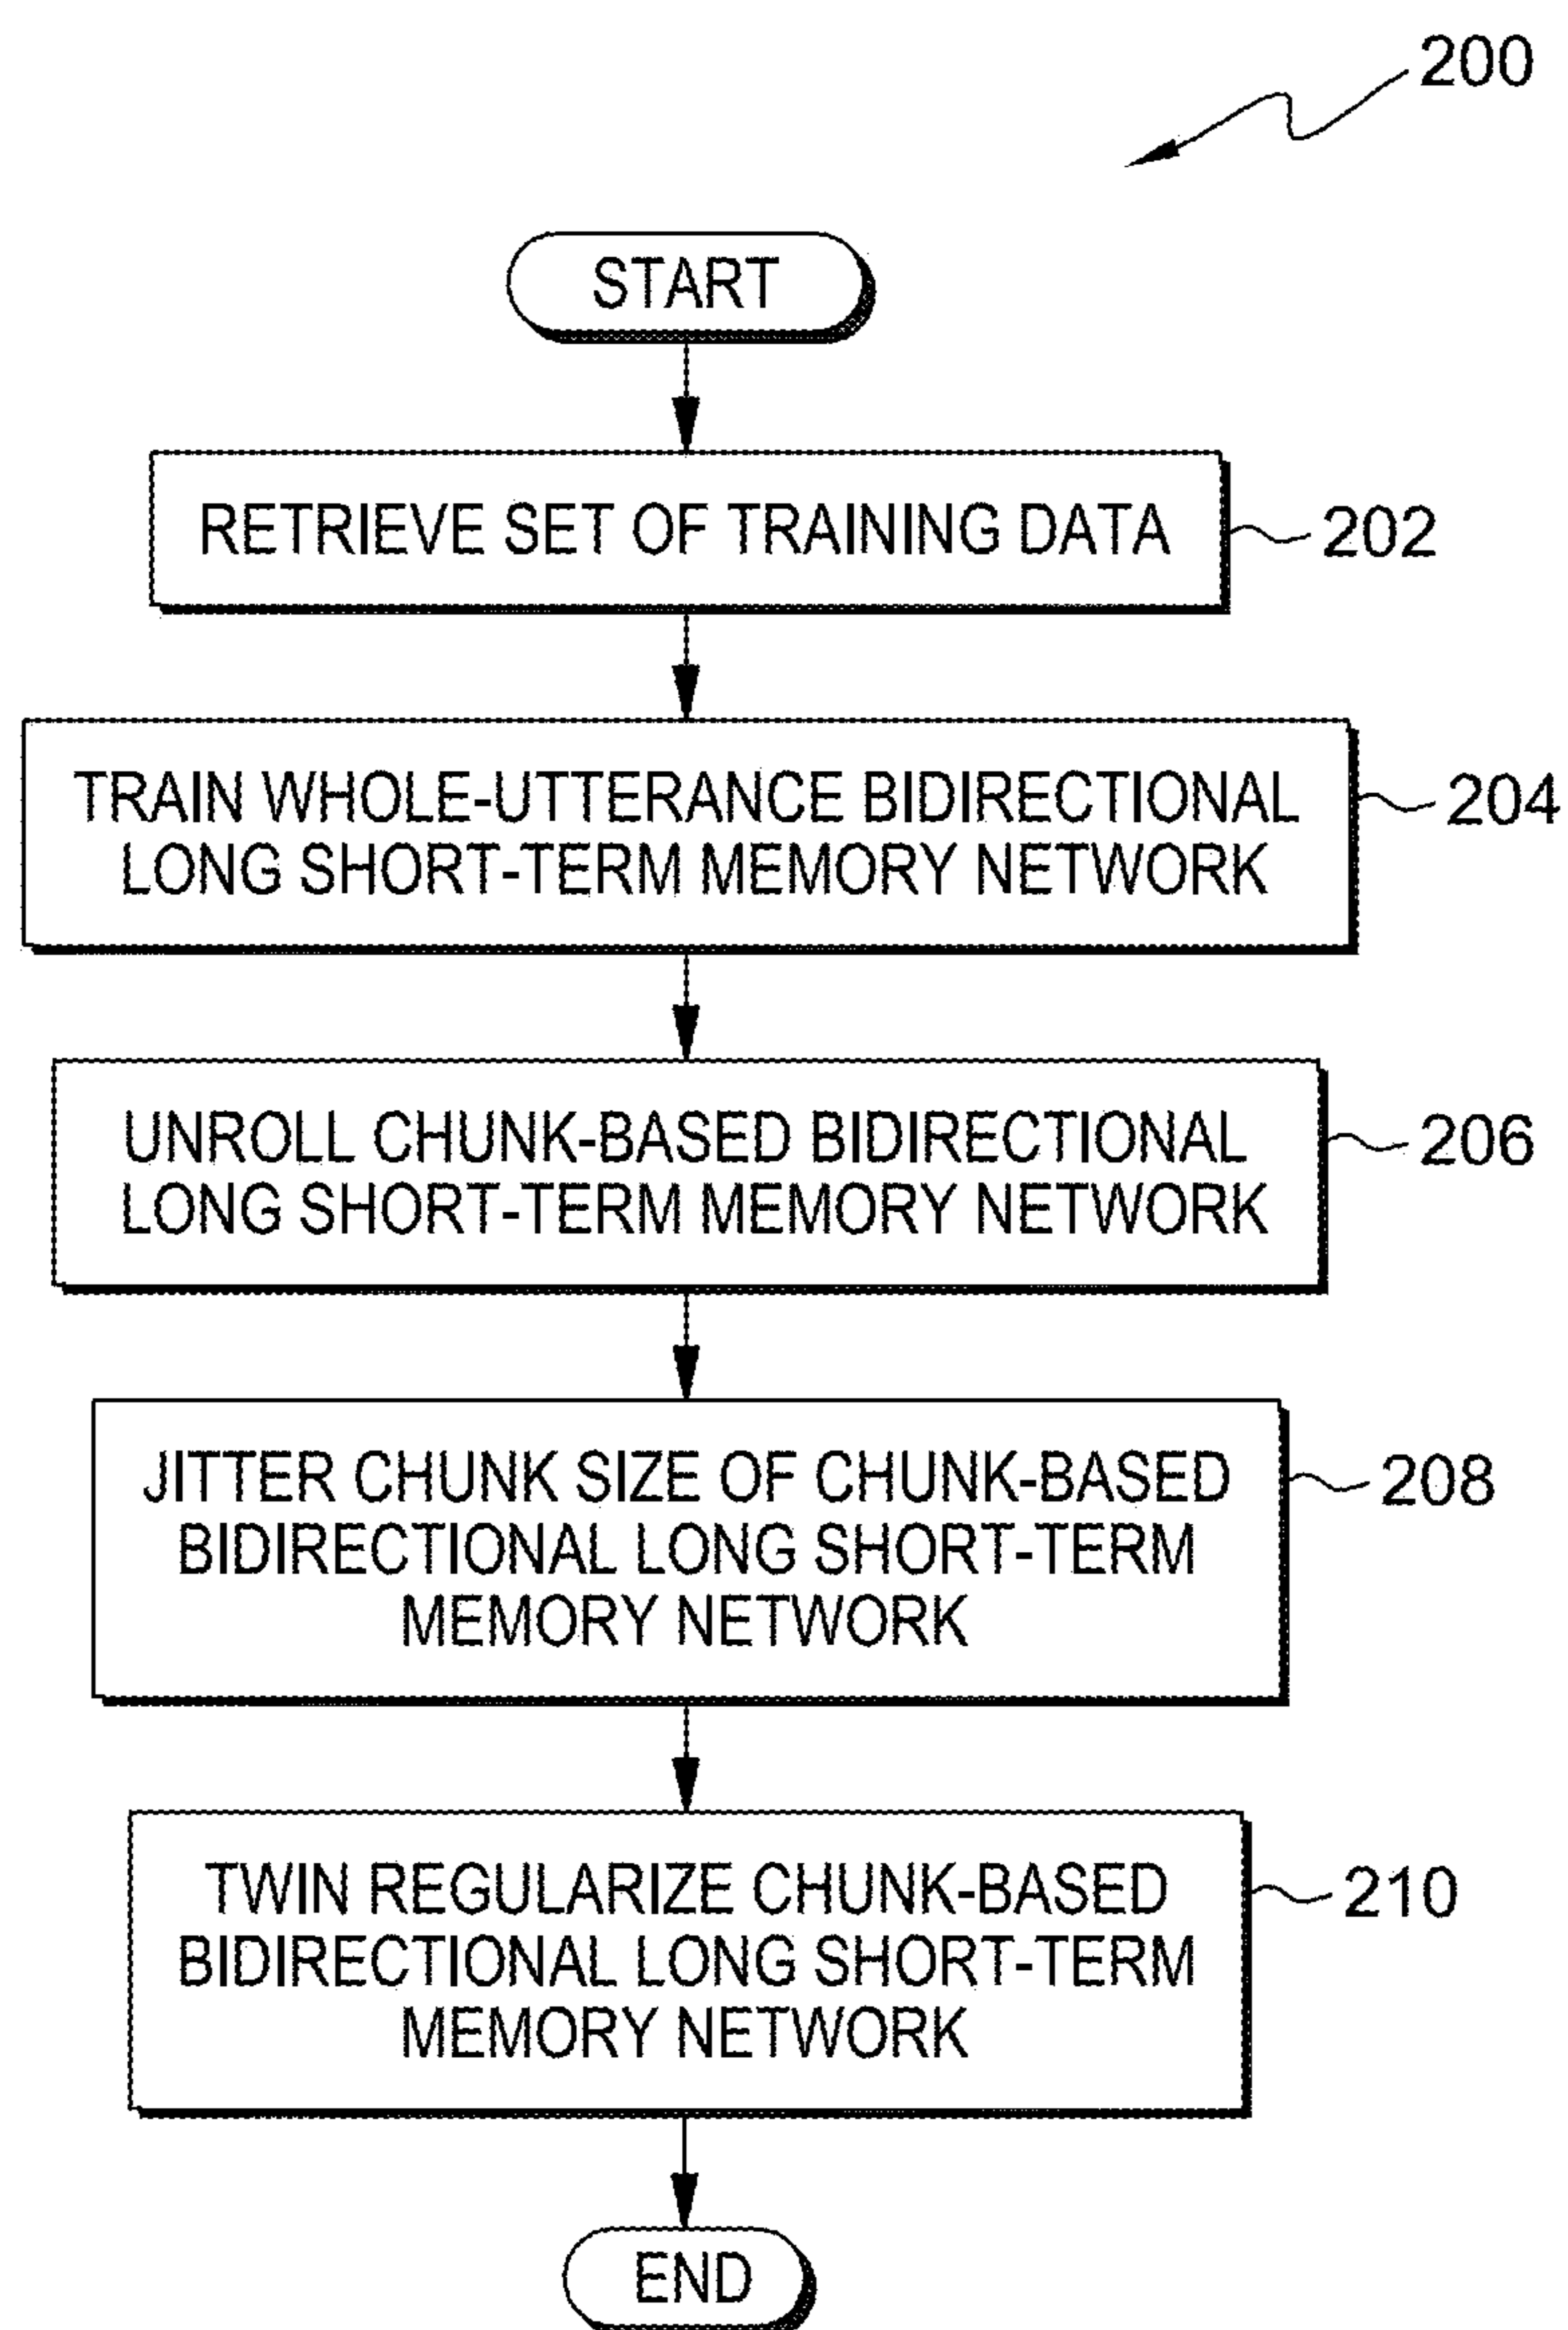 200
START
RETRIEVE SET OF TRAINING DATA
202
TRAIN WHOLE-UTTERANCE BIDIRECTIONAL
LONG SHORT-TERM MEMORY NETWORK
204
UNROLL CHUNK-BASED BIDIRECTIONAL
LONG SHORT-TERM MEMORY NETWORK
206
JITTER CHUNK SIZE OF CHUNK-BASED
BIDIRECTIONAL LONG SHORT-TERM
MEMORY NETWORK
208
TWIN REGULARIZE CHUNK-BASED
BIDIRECTIONAL LONG SHORT-TERM
MEMORY NETWORK
210
END